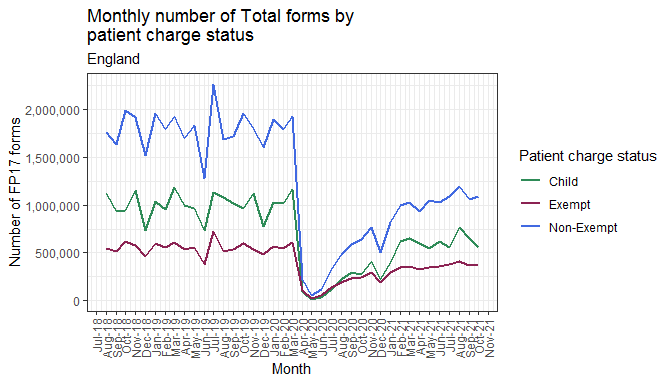 Monthly number of Total forms by
patient charge status
England
Number of FP17 forms
2,000,000
1,500,000
1,000,000
500,000
0
Jul-18
Aug-18
Sep-18
Oct-18
Nov-18
Dec-18
Jan-19
Feb-19
Mar-19
Apr-19
May-19
Jun-19
Jul-19
Aug-19
Sep-19
Oct-19
Nov-19
Dec-19
Jan-20
Feb-20
Mar-20
Apr-20
May-20
Jun-20
Jul-20
Aug-20
Sep-20
Oct-20
Nov-20
Dec-20
Jan-21
Feb-21
Mar-21
Apr-21
May-21
Jun-21
Jul-21
Aug-21
Sep-21
Oct-21
Nov-21
Month
Patient charge status
Child
Exempt
Non-Exempt